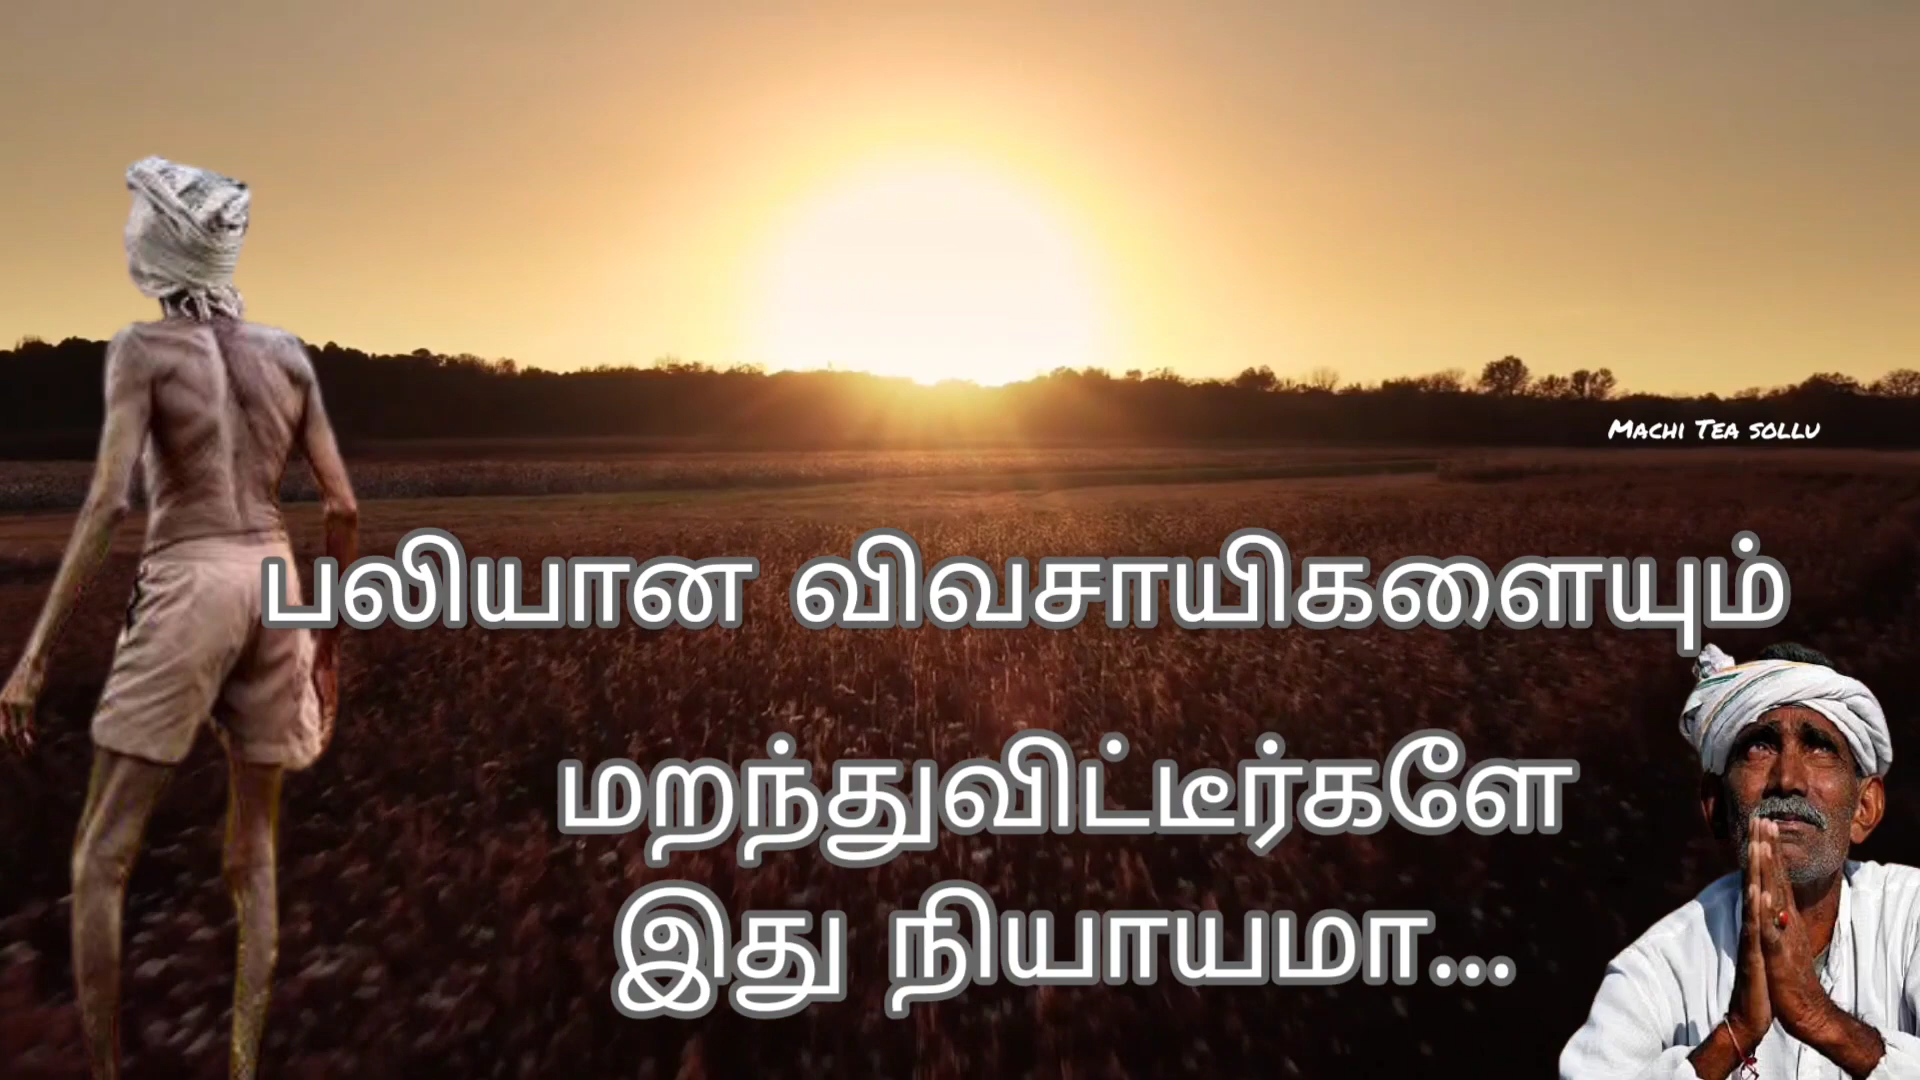 Machi Tea sollu
பலியான விவசாயிகளையும்
மறந்துவிட்டீர்களே
இது நியாயமா...